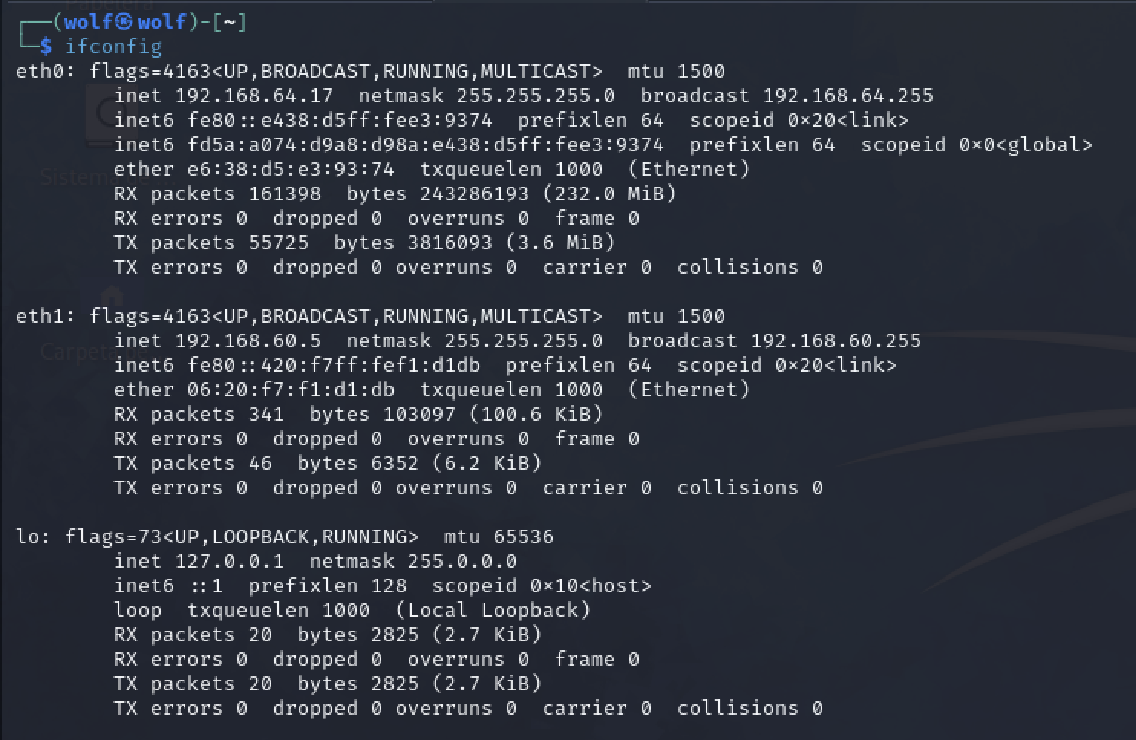 (wolf㉿wolf)-[~]
$ ifconfig
eth0: flags=4163<UP,BROADCAST,RUNNING,MULTICAST>  mtu 1500
inet 192.168.64.17  netmask 255.255.255.0  broadcast 192.168.64.255
inet6 fe80::e438:d5ff:fee3:9374  prefixlen 64  scopeid 0x20<link>
inet6 fd5a:a074:d9a8:d98a:e438:d5ff:fee3:9374  prefixlen 64  scopeid 0x0<global>
ether e6:38:d5:e3:93:74  txqueuelen 1000  (Ethernet)
RX packets 161398  bytes 243286193 (232.0 MiB)
RX errors 0  dropped 0  overruns 0  frame 0
TX packets 55725  bytes 3816093 (3.6 MiB)
TX errors 0  dropped 0 overruns 0  carrier 0  collisions 0
eth1: flags=4163<UP,BROADCAST,RUNNING,MULTICAST>  mtu 1500
inet 192.168.60.5  netmask 255.255.255.0  broadcast 192.168.60.255
inet6 fe80::420:f7ff:fef1:d1db  prefixlen 64  scopeid 0x20<link>
ether 06:20:f7:f1:d1:db  txqueuelen 1000  (Ethernet)
RX packets 341  bytes 103097 (100.6 KiB)
RX errors 0  dropped 0  overruns 0  frame 0
TX packets 46  bytes 6352 (6.2 KiB)
TX errors 0  dropped 0 overruns 0  carrier 0  collisions 0
lo: flags=73<UP,LOOPBACK,RUNNING>  mtu 65536
inet 127.0.0.1  netmask 255.0.0.0
inet6 ::1  prefixlen 128  scopeid 0x10<host>
loop  txqueuelen 1000  (Local Loopback)
RX packets 20  bytes 2825 (2.7 KiB)
RX errors 0  dropped 0  overruns 0  frame 0
TX packets 20  bytes 2825 (2.7 KiB)
TX errors 0  dropped 0 overruns 0  carrier 0  collisions 0